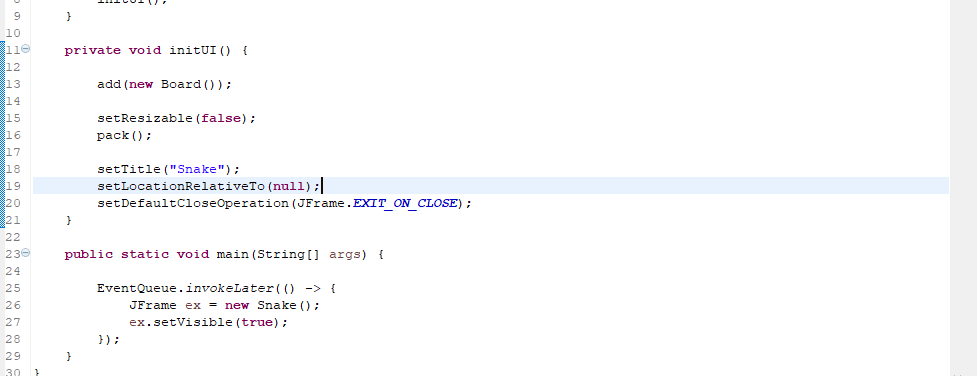 8 initUI();
9 }
10
11 private void initUI() {
12
13 add(new Board());
14
15 setResizable(false);
16 pack();
17
18 setTitle("Snake");
19 setLocationRelativeTo(null);
20 setDefaultCloseOperation(JFrame.EXIT_ON_CLOSE);
21 }
22
23 public static void main(String[] args) {
24
25 EventQueue.invokeLater(() -> {
26 JFrame ex = new Snake();
27 ex.setVisible(true);
28 });
29 }
30 }